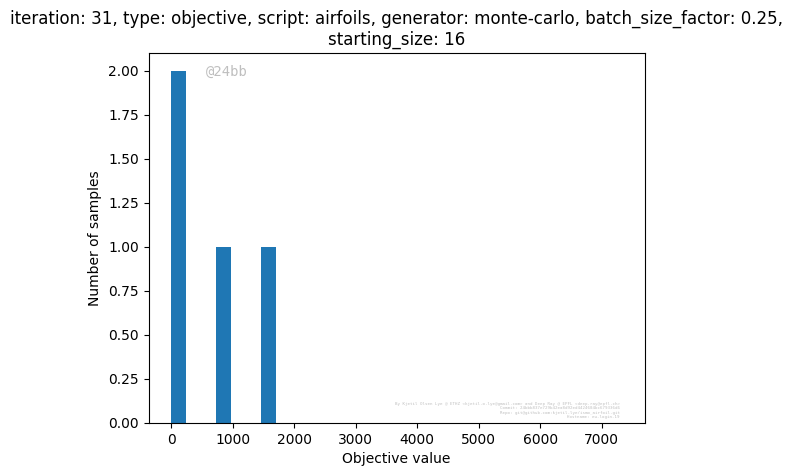 iteration: 31, type: objective, script: airfoils, generator: monte-carlo, batch_size_factor: 0.25,
starting_size: 16
@24bb
2.00
1.75
1.50
1.25
1.00
0.75
0.50
0.25
0.00
Number of samples
0 1000 2000 3000 4000 5000 6000 7000
Objective value